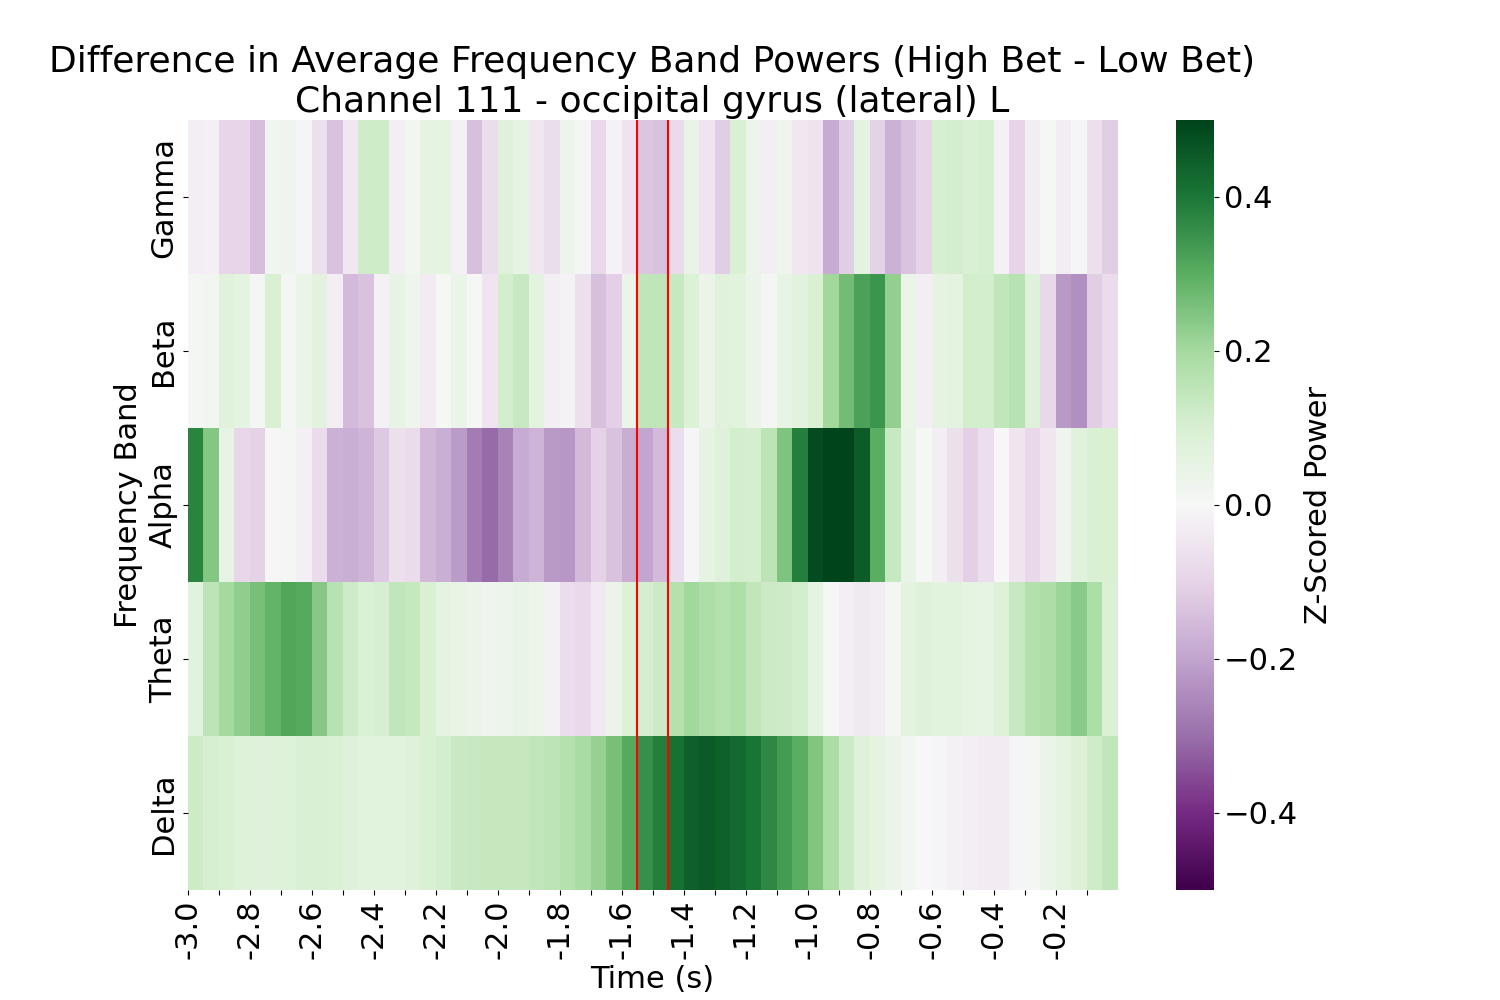 Difference in Average Frequency Band Powers (High Bet - Low Bet)
Channel 111 - occipital gyrus (lateral) L
Frequency Band
Gamma
Beta
Alpha
Theta
Delta
-3.0
-2.8
-2.6
-2.4
-2.2
-2.0
-1.8
-1.6
-1.4
-1.2
-1.0
-0.8
-0.6
-0.4
-0.2
Time (s)
0.4
0.2
0.0
−0.2
−0.4
Z-Scored Power